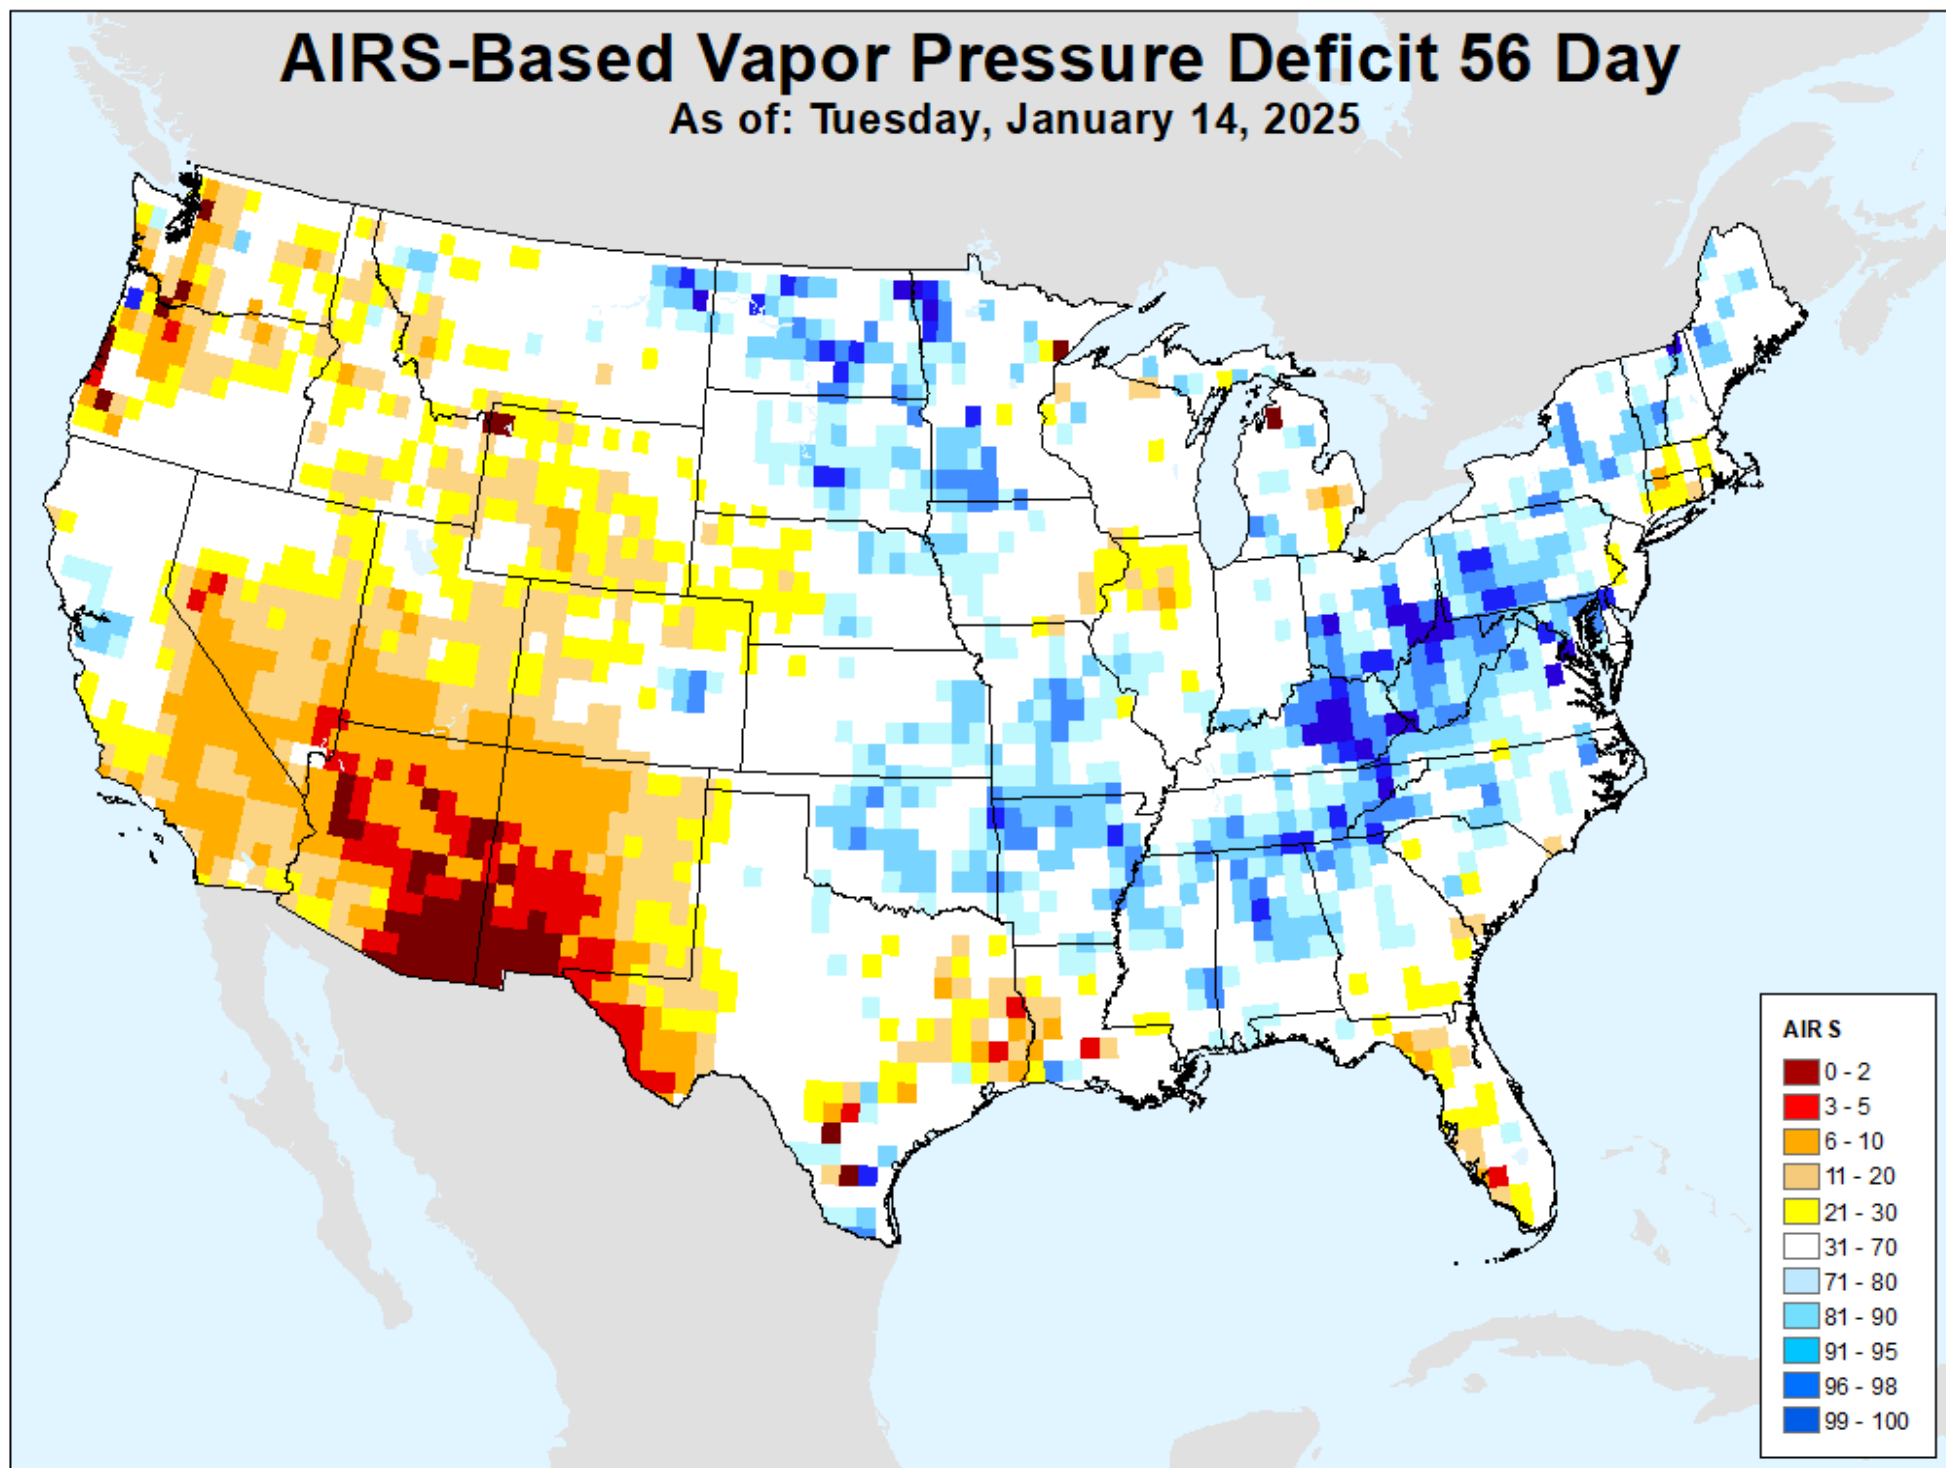 AIRS-Based Vapor Pressure Deficit 56 Day
As of: Tuesday, January 14, 2025
AIRS
0 - 2
3 - 5
6 - 10
11 - 20
21 - 30
31 - 70
71 - 80
81 - 90
91 - 95
96 - 98
99 - 100